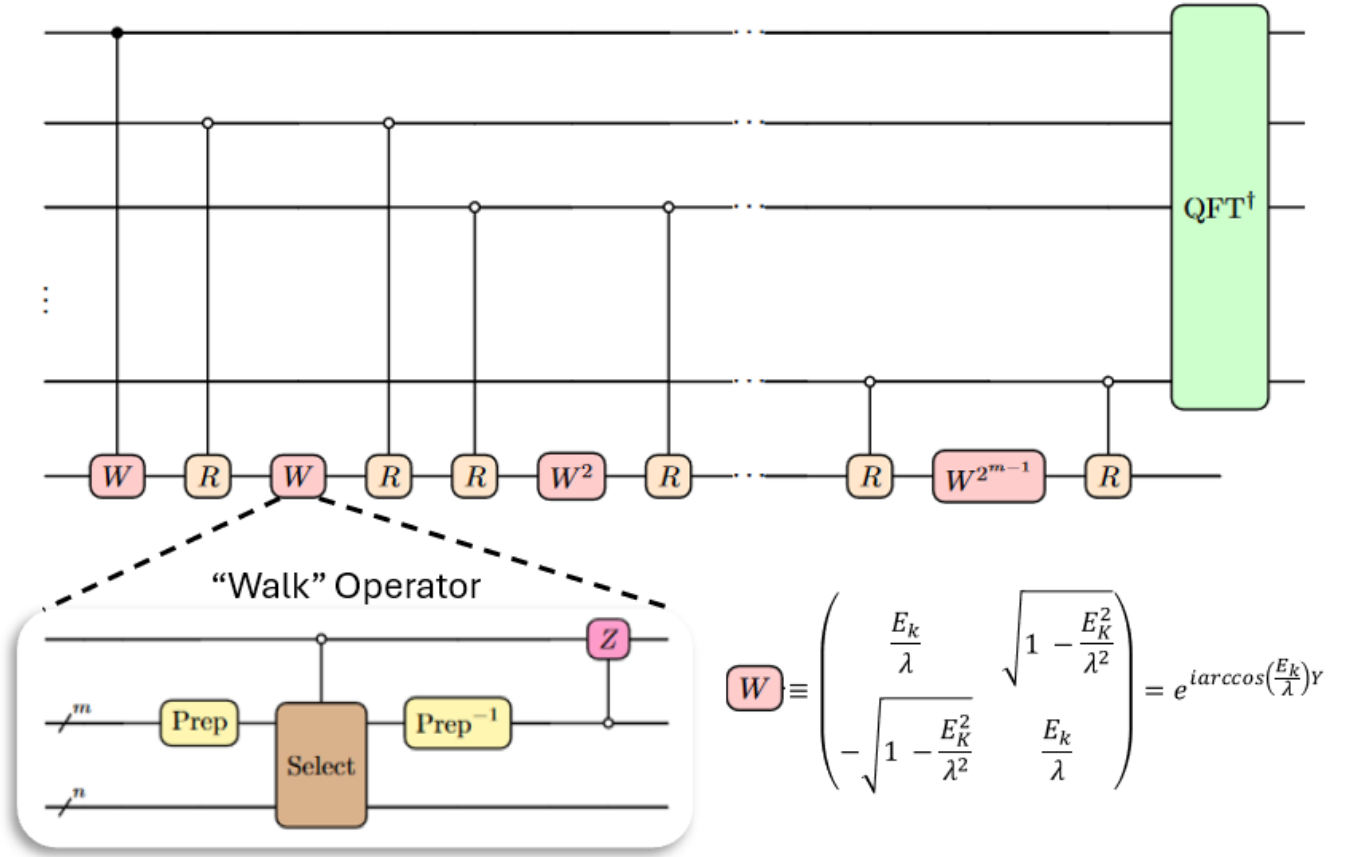 ... ...
QFT†
W R W R R W² R ... R W^{2^{m-1}} R
"Walk" Operator
Z
m Prep Prep⁻¹
Select
n
W ≡ ( E_k/λ √(1 − E_K²/λ²)
−√(1 − E_K²/λ²) E_k/λ ) = e^{iarccos(E_k/λ)Y}